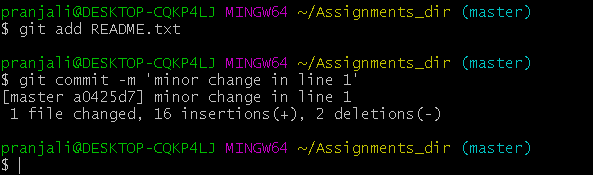 pranjali@DESKTOP-CQKP4LJ MINGW64 ~/Assignments_dir (master)
$ git add README.txt
pranjali@DESKTOP-CQKP4LJ MINGW64 ~/Assignments_dir (master)
$ git commit -m 'minor change in line 1'
[master a0425d7] minor change in line 1
 1 file changed, 16 insertions(+), 2 deletions(-)
pranjali@DESKTOP-CQKP4LJ MINGW64 ~/Assignments_dir (master)
$